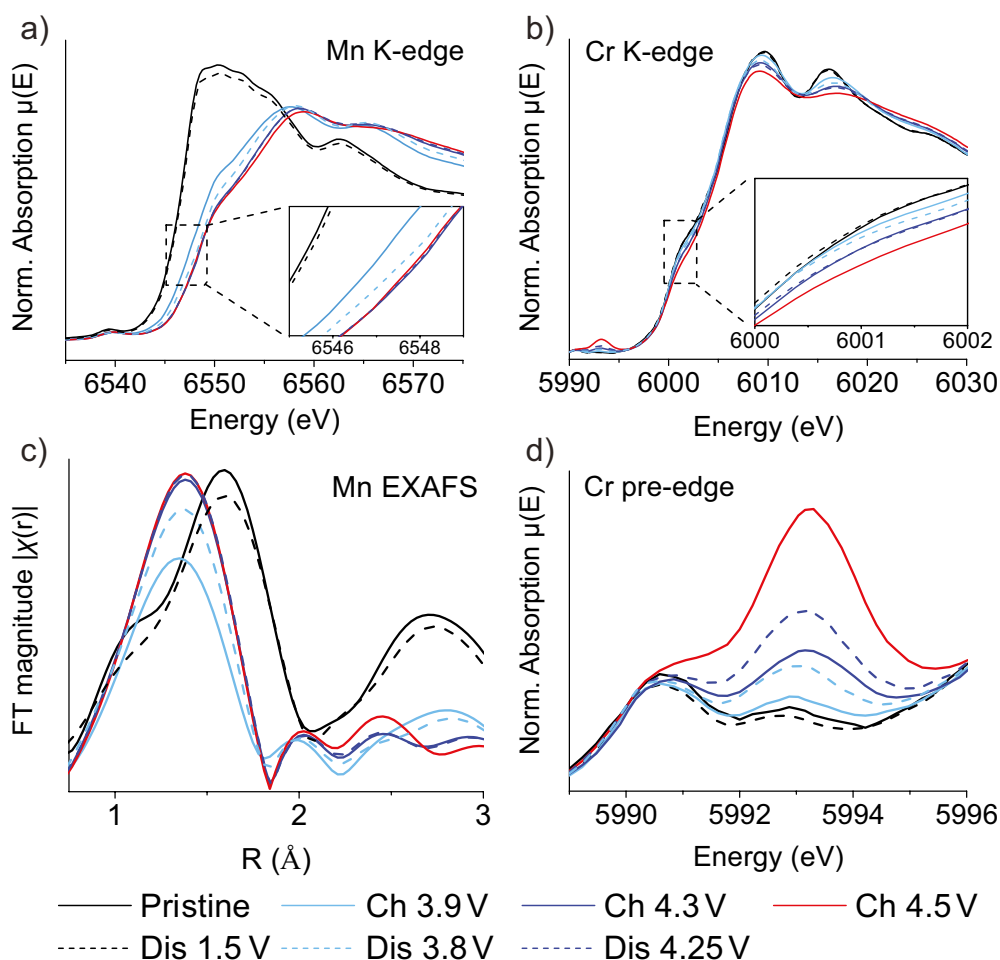 a)
Mn K-edge
Norm. Absorption μ(E)
6546 6548
6540 6550 6560 6570
Energy (eV)
b)
Cr K-edge
Norm. Absorption μ(E)
6000 6001 6002
5990 6000 6010 6020 6030
Energy (eV)
c)
Mn EXAFS
FT magnitude |χ(r)|
1 2 3
R (Å)
d)
Cr pre-edge
Norm. Absorption μ(E)
5990 5992 5994 5996
Energy (eV)
Pristine Ch 3.9 V Ch 4.3 V Ch 4.5 V
Dis 1.5 V Dis 3.8 V Dis 4.25 V